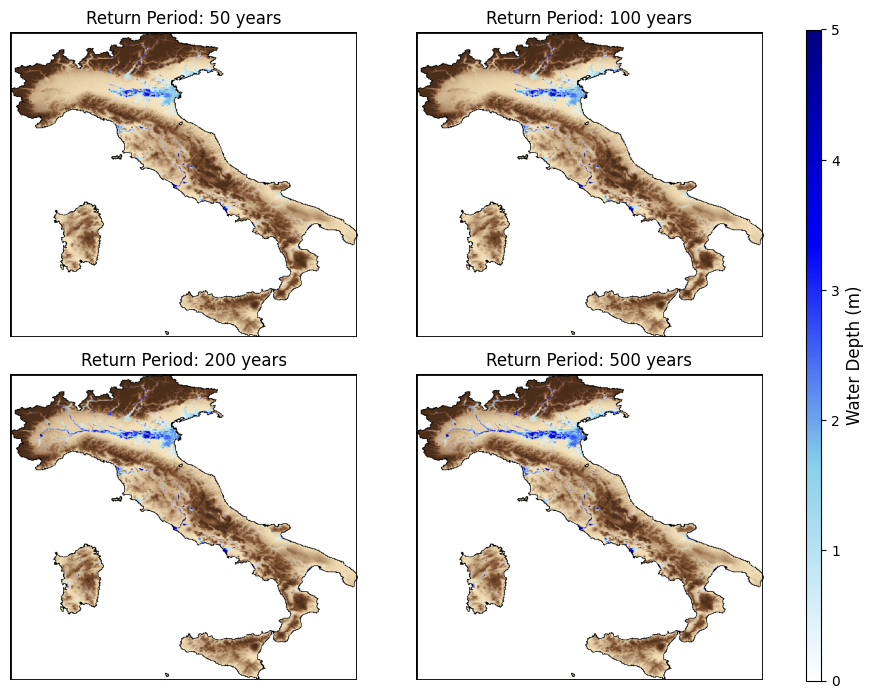 Return Period: 50 years
Return Period: 100 years
Return Period: 200 years
Return Period: 500 years
5
4
3
2
1
0
Water Depth (m)